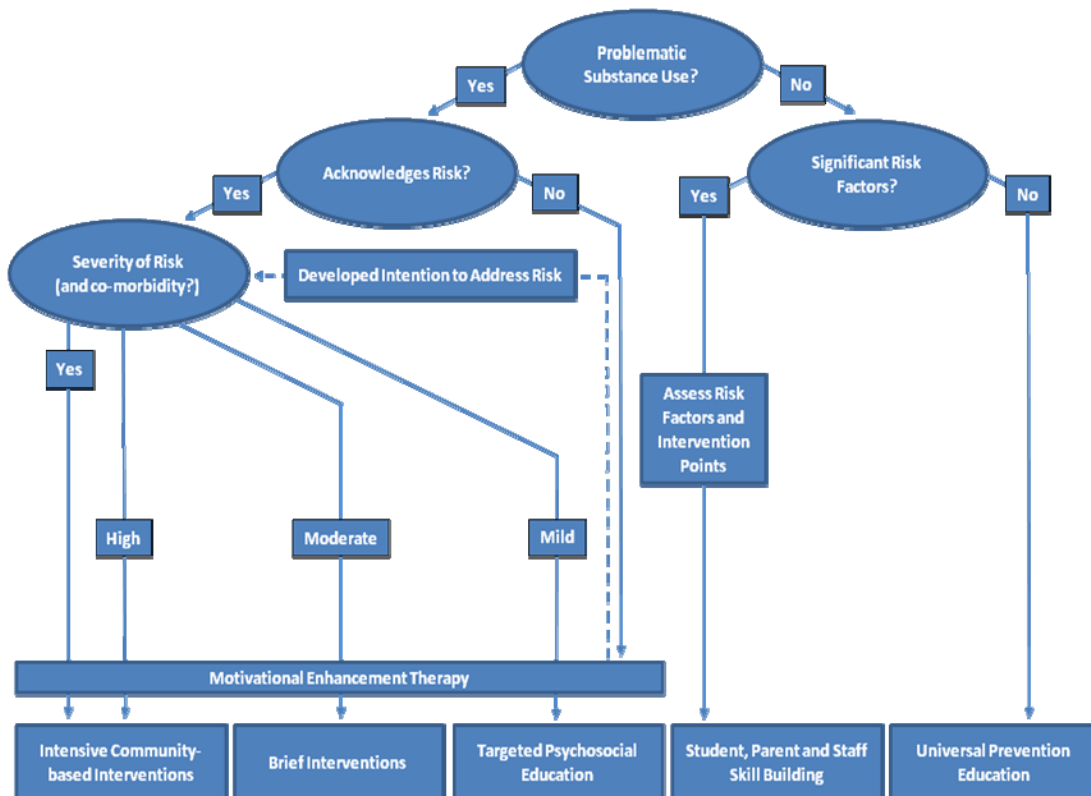 Problematic
Substance Use?
Yes
No
Acknowledges Risk?
Significant Risk
Factors?
Yes
No
Yes
No
Severity of Risk
(and co-morbidity?)
Developed Intention to Address Risk
Yes
Assess Risk
Factors and
Intervention
Points
High
Moderate
Mild
Motivational Enhancement Therapy
Intensive Community-
based Interventions
Brief Interventions
Targeted Psychosocial
Education
Student, Parent and Staff
Skill Building
Universal Prevention
Education